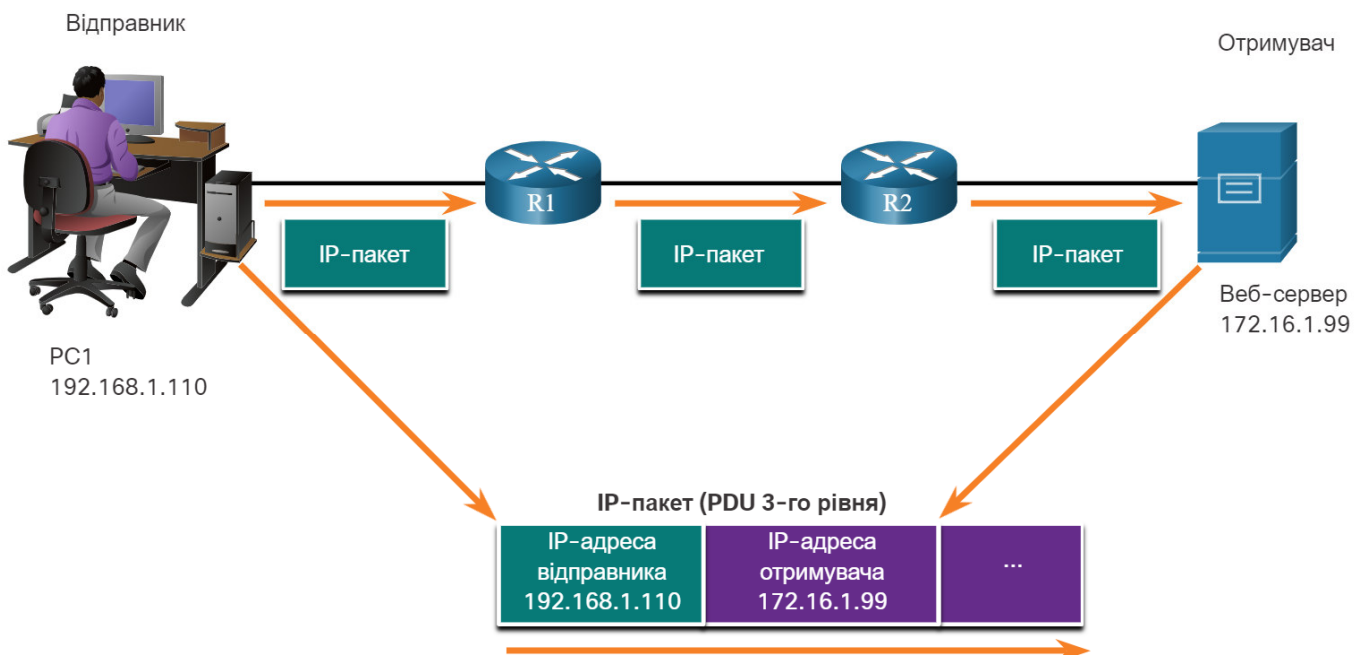 Відправник
Отримувач
R1
R2
IP-пакет
IP-пакет
IP-пакет
Веб-сервер
172.16.1.99
PC1
192.168.1.110
IP-пакет (PDU 3-го рівня)
IP-адреса
відправника
192.168.1.110
IP-адреса
отримувача
172.16.1.99
...